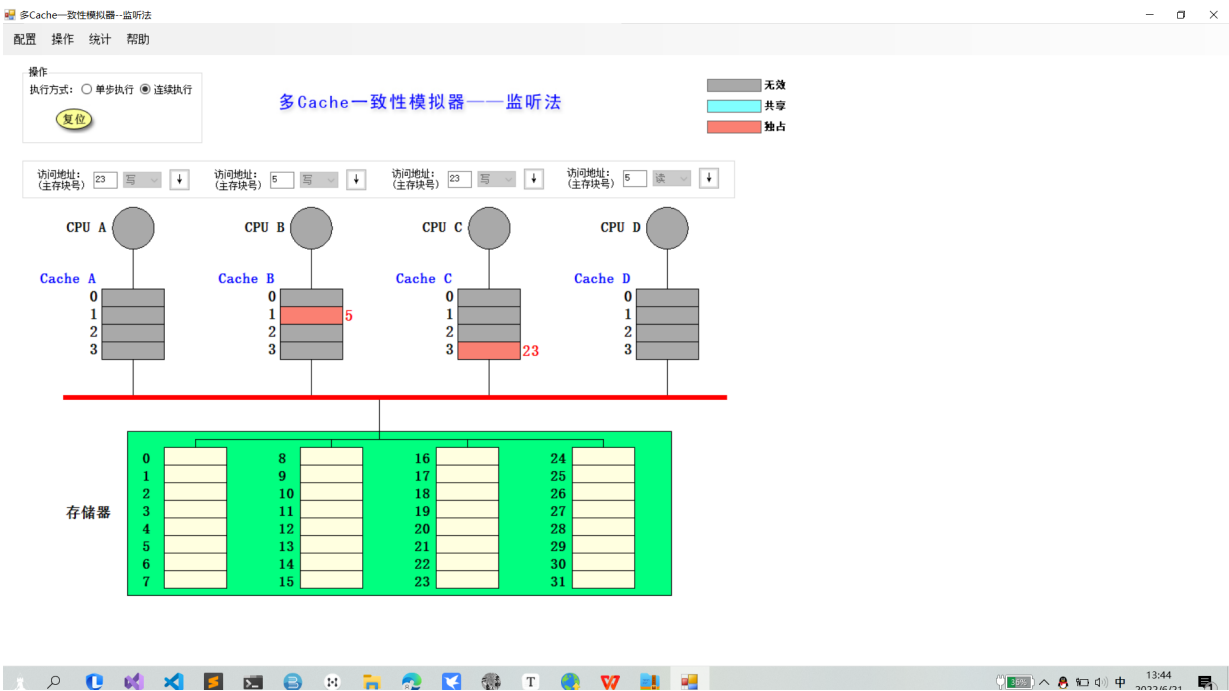 多Cache一致性模拟器--监听法
配置 操作 统计 帮助
操作
执行方式: 单步执行 连续执行
复位
多Cache一致性模拟器——监听法
无效
共享
独占
访问地址:
(主存块号) 23 写
访问地址:
(主存块号) 5 写
访问地址:
(主存块号) 23 写
访问地址:
(主存块号) 5 读
CPU A CPU B CPU C CPU D
Cache A Cache B Cache C Cache D
0 0 0 0
1 1 5 1 1
2 2 2 2
3 3 3 23 3
存储器
0 8 16 24
1 9 17 25
2 10 18 26
3 11 19 27
4 12 20 28
5 13 21 29
6 14 22 30
7 15 23 31
36% 中 13:44
2022/6/21